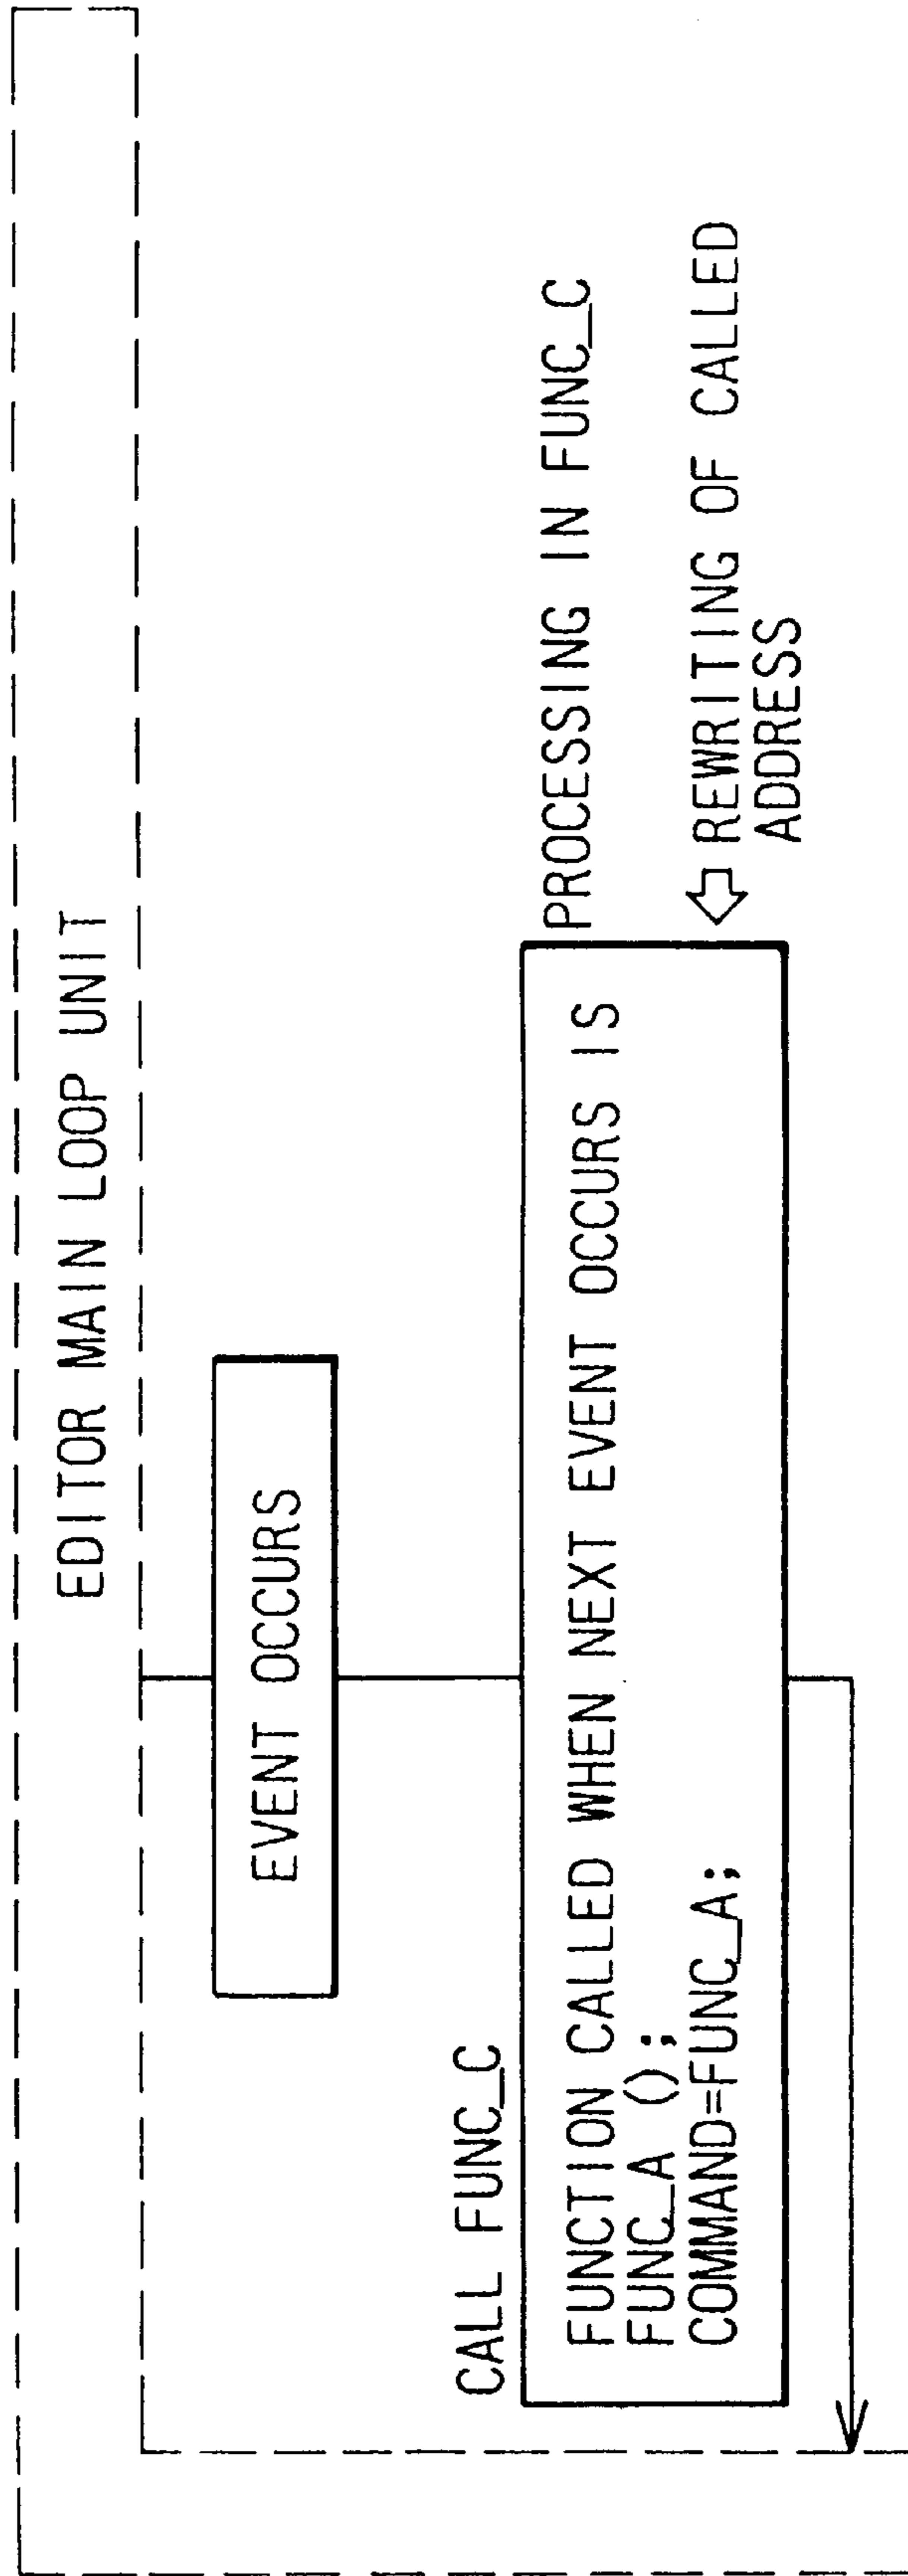 EDITOR MAIN LOOP UNIT
EVENT OCCURS
CALL FUNC_C
FUNCTION CALLED WHEN NEXT EVENT OCCURS IS
FUNC_A ();
COMMAND=FUNC_A;
PROCESSING IN FUNC_C
REWRITING OF CALLED
ADDRESS